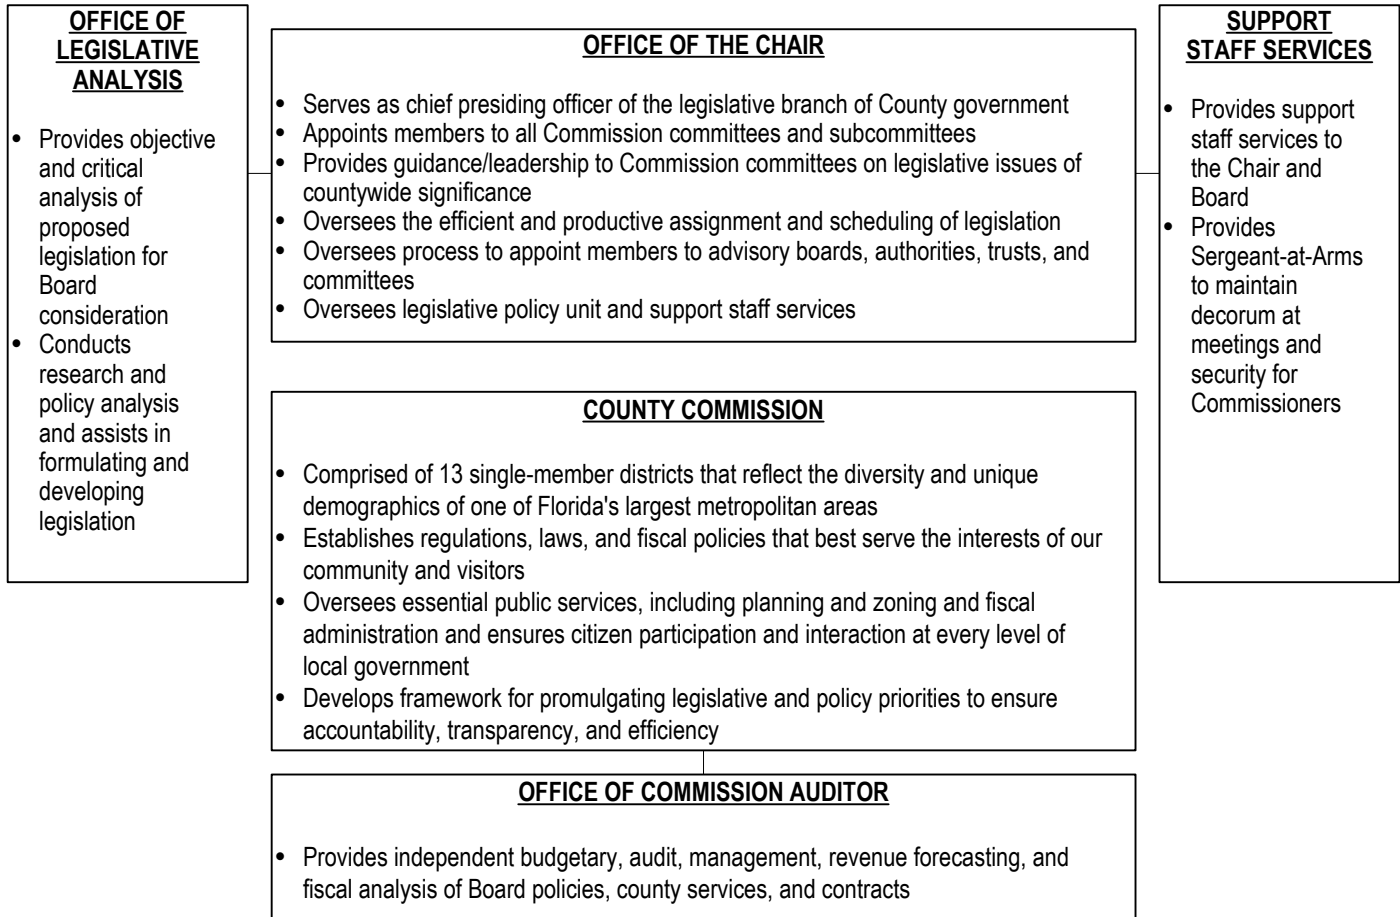 OFFICE OF
LEGISLATIVE
ANALYSIS
• Provides objective
and critical
analysis of
proposed
legislation for
Board
consideration
• Conducts
research and
policy analysis
and assists in
formulating and
developing
legislation
OFFICE OF THE CHAIR
• Serves as chief presiding officer of the legislative branch of County government
• Appoints members to all Commission committees and subcommittees
• Provides guidance/leadership to Commission committees on legislative issues of
countywide significance
• Oversees the efficient and productive assignment and scheduling of legislation
• Oversees process to appoint members to advisory boards, authorities, trusts, and
committees
• Oversees legislative policy unit and support staff services
SUPPORT
STAFF SERVICES
• Provides support
staff services to
the Chair and
Board
• Provides
Sergeant-at-Arms
to maintain
decorum at
meetings and
security for
Commissioners
COUNTY COMMISSION
• Comprised of 13 single-member districts that reflect the diversity and unique
demographics of one of Florida's largest metropolitan areas
• Establishes regulations, laws, and fiscal policies that best serve the interests of our
community and visitors
• Oversees essential public services, including planning and zoning and fiscal
administration and ensures citizen participation and interaction at every level of
local government
• Develops framework for promulgating legislative and policy priorities to ensure
accountability, transparency, and efficiency
OFFICE OF COMMISSION AUDITOR
• Provides independent budgetary, audit, management, revenue forecasting, and
fiscal analysis of Board policies, county services, and contracts